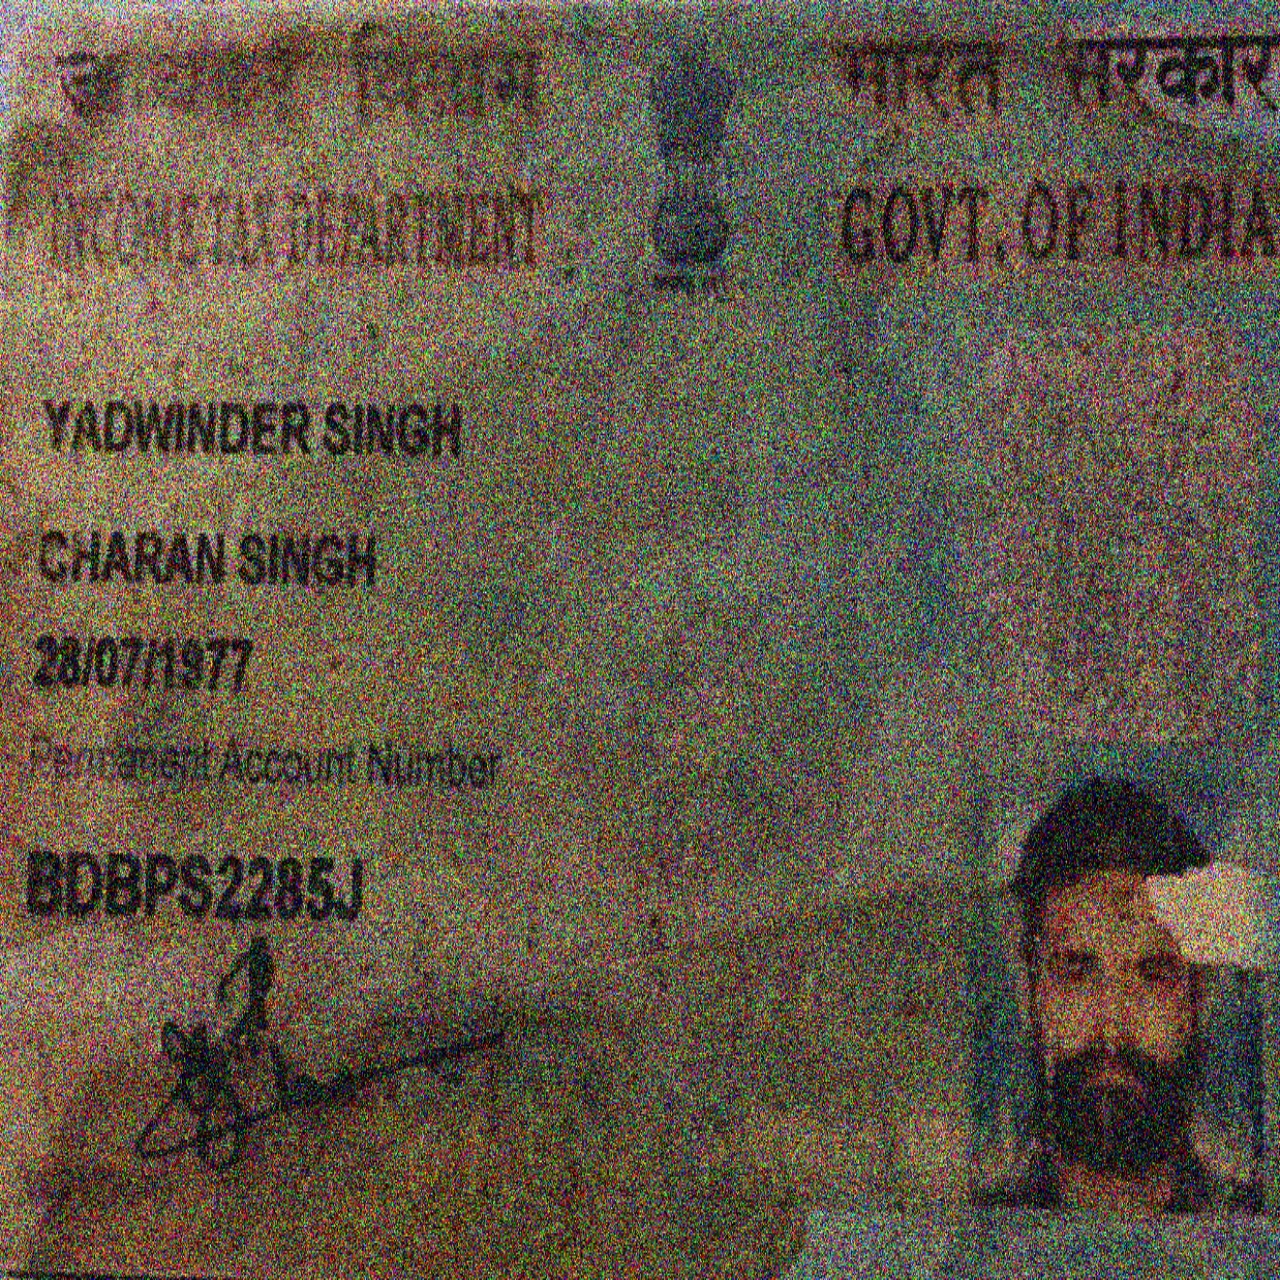 आयकर विभाग
भारत सरकार
INCOME TAX DEPARTMENT
GOVT. OF INDIA
YADWINDER SINGH
CHARAN SINGH
28/07/1977
Permanent Account Number
BDBPS2285J